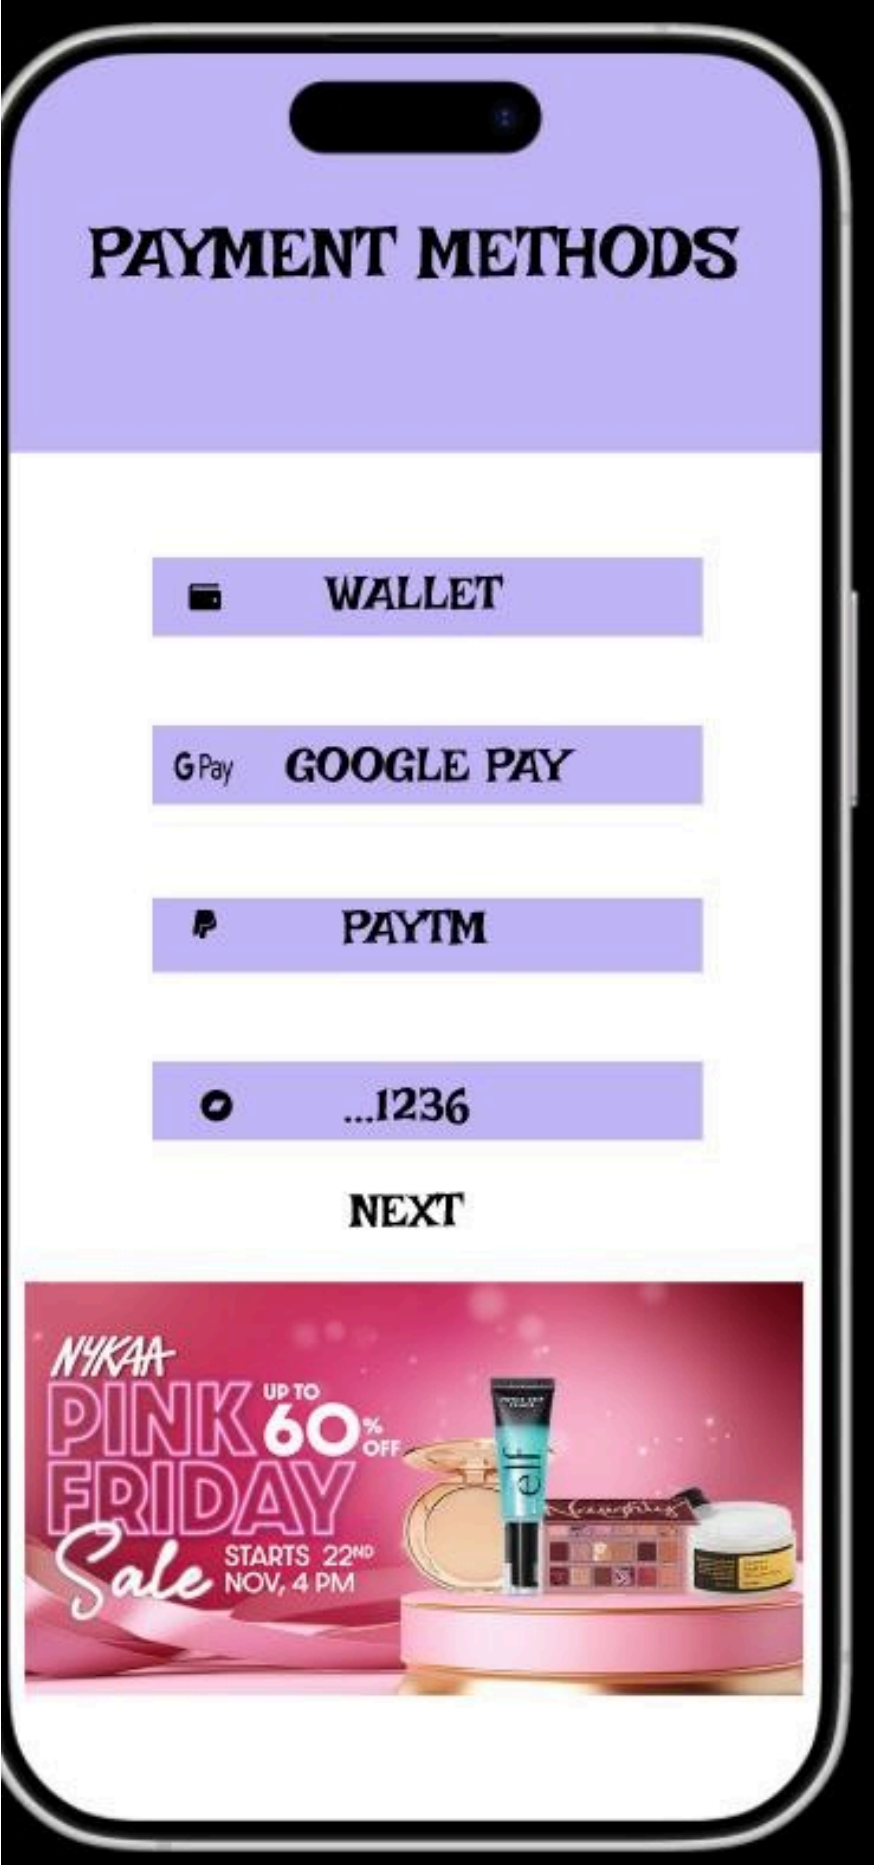 PAYMENT METHODS
WALLET
G Pay GOOGLE PAY
PAYTM
...1236
NEXT
NYKAA
PINK UP TO 60% OFF
FRIDAY
Sale STARTS 22ND
NOV, 4 PM
elf